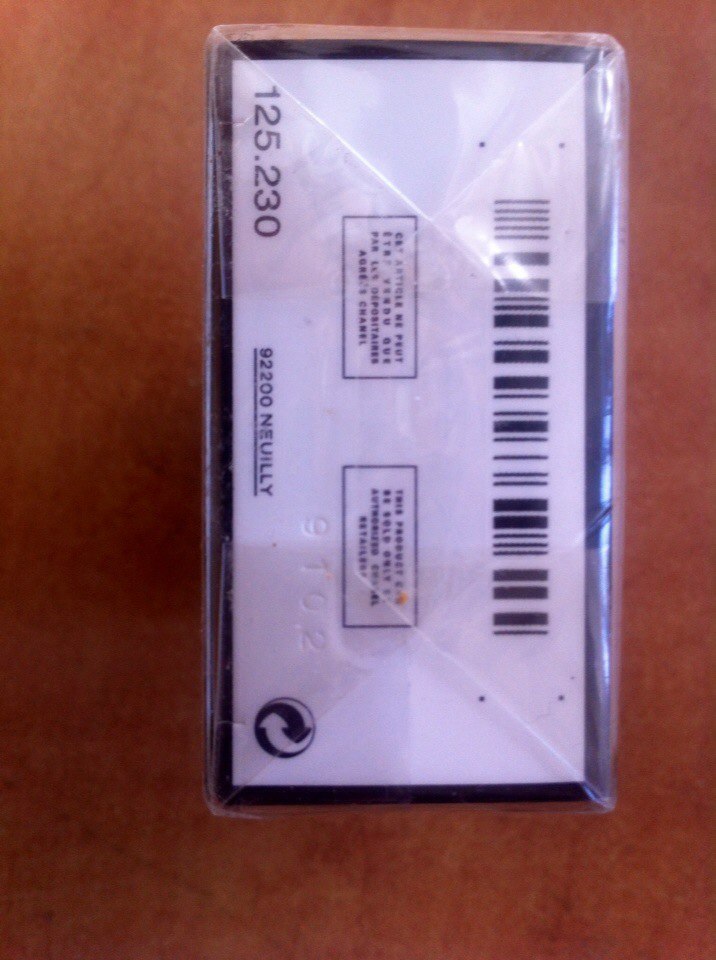 125.230
CET ARTICLE NE PEUT
ÊTRE VENDU QUE
PAR LES DÉPOSITAIRES
AGRÉÉS CHANEL
THIS PRODUCT CAN
BE SOLD ONLY BY
AUTHORIZED CHANEL
RETAILERS
92200 NEUILLY
9102